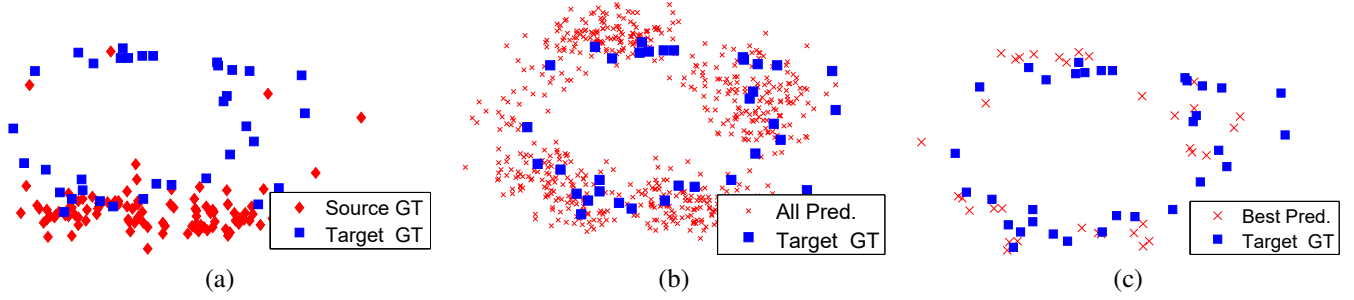 Source GT
Target GT
All Pred.
Target GT
Best Pred.
Target GT
(a)
(b)
(c)